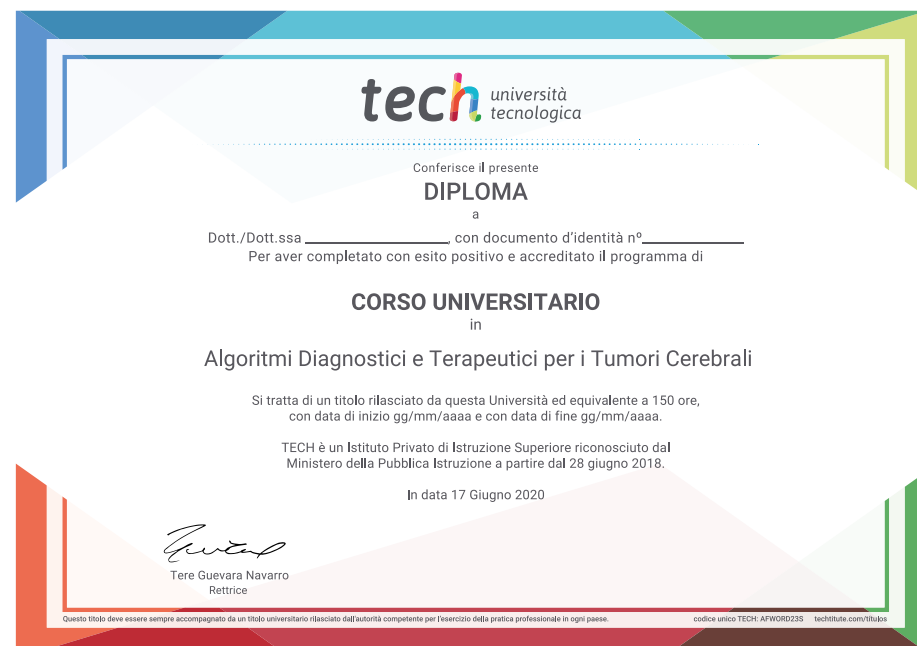 tech università
tecnologica
Conferisce il presente
DIPLOMA
a
Dott./Dott.ssa ____________________, con documento d'identità nº______________
Per aver completato con esito positivo e accreditato il programma di
CORSO UNIVERSITARIO
in
Algoritmi Diagnostici e Terapeutici per i Tumori Cerebrali
Si tratta di un titolo rilasciato da questa Università ed equivalente a 150 ore,
con data di inizio gg/mm/aaaa e con data di fine gg/mm/aaaa.
TECH è un Istituto Privato di Istruzione Superiore riconosciuto dal
Ministero della Pubblica Istruzione a partire dal 28 giugno 2018.
In data 17 Giugno 2020
Tere Guevara Navarro
Rettrice
Questo titolo deve essere sempre accompagnato da un titolo universitario rilasciato dall'autorità competente per l'esercizio della pratica professionale in ogni paese. codice unico TECH: AFWORD23S techtitute.com/titulos